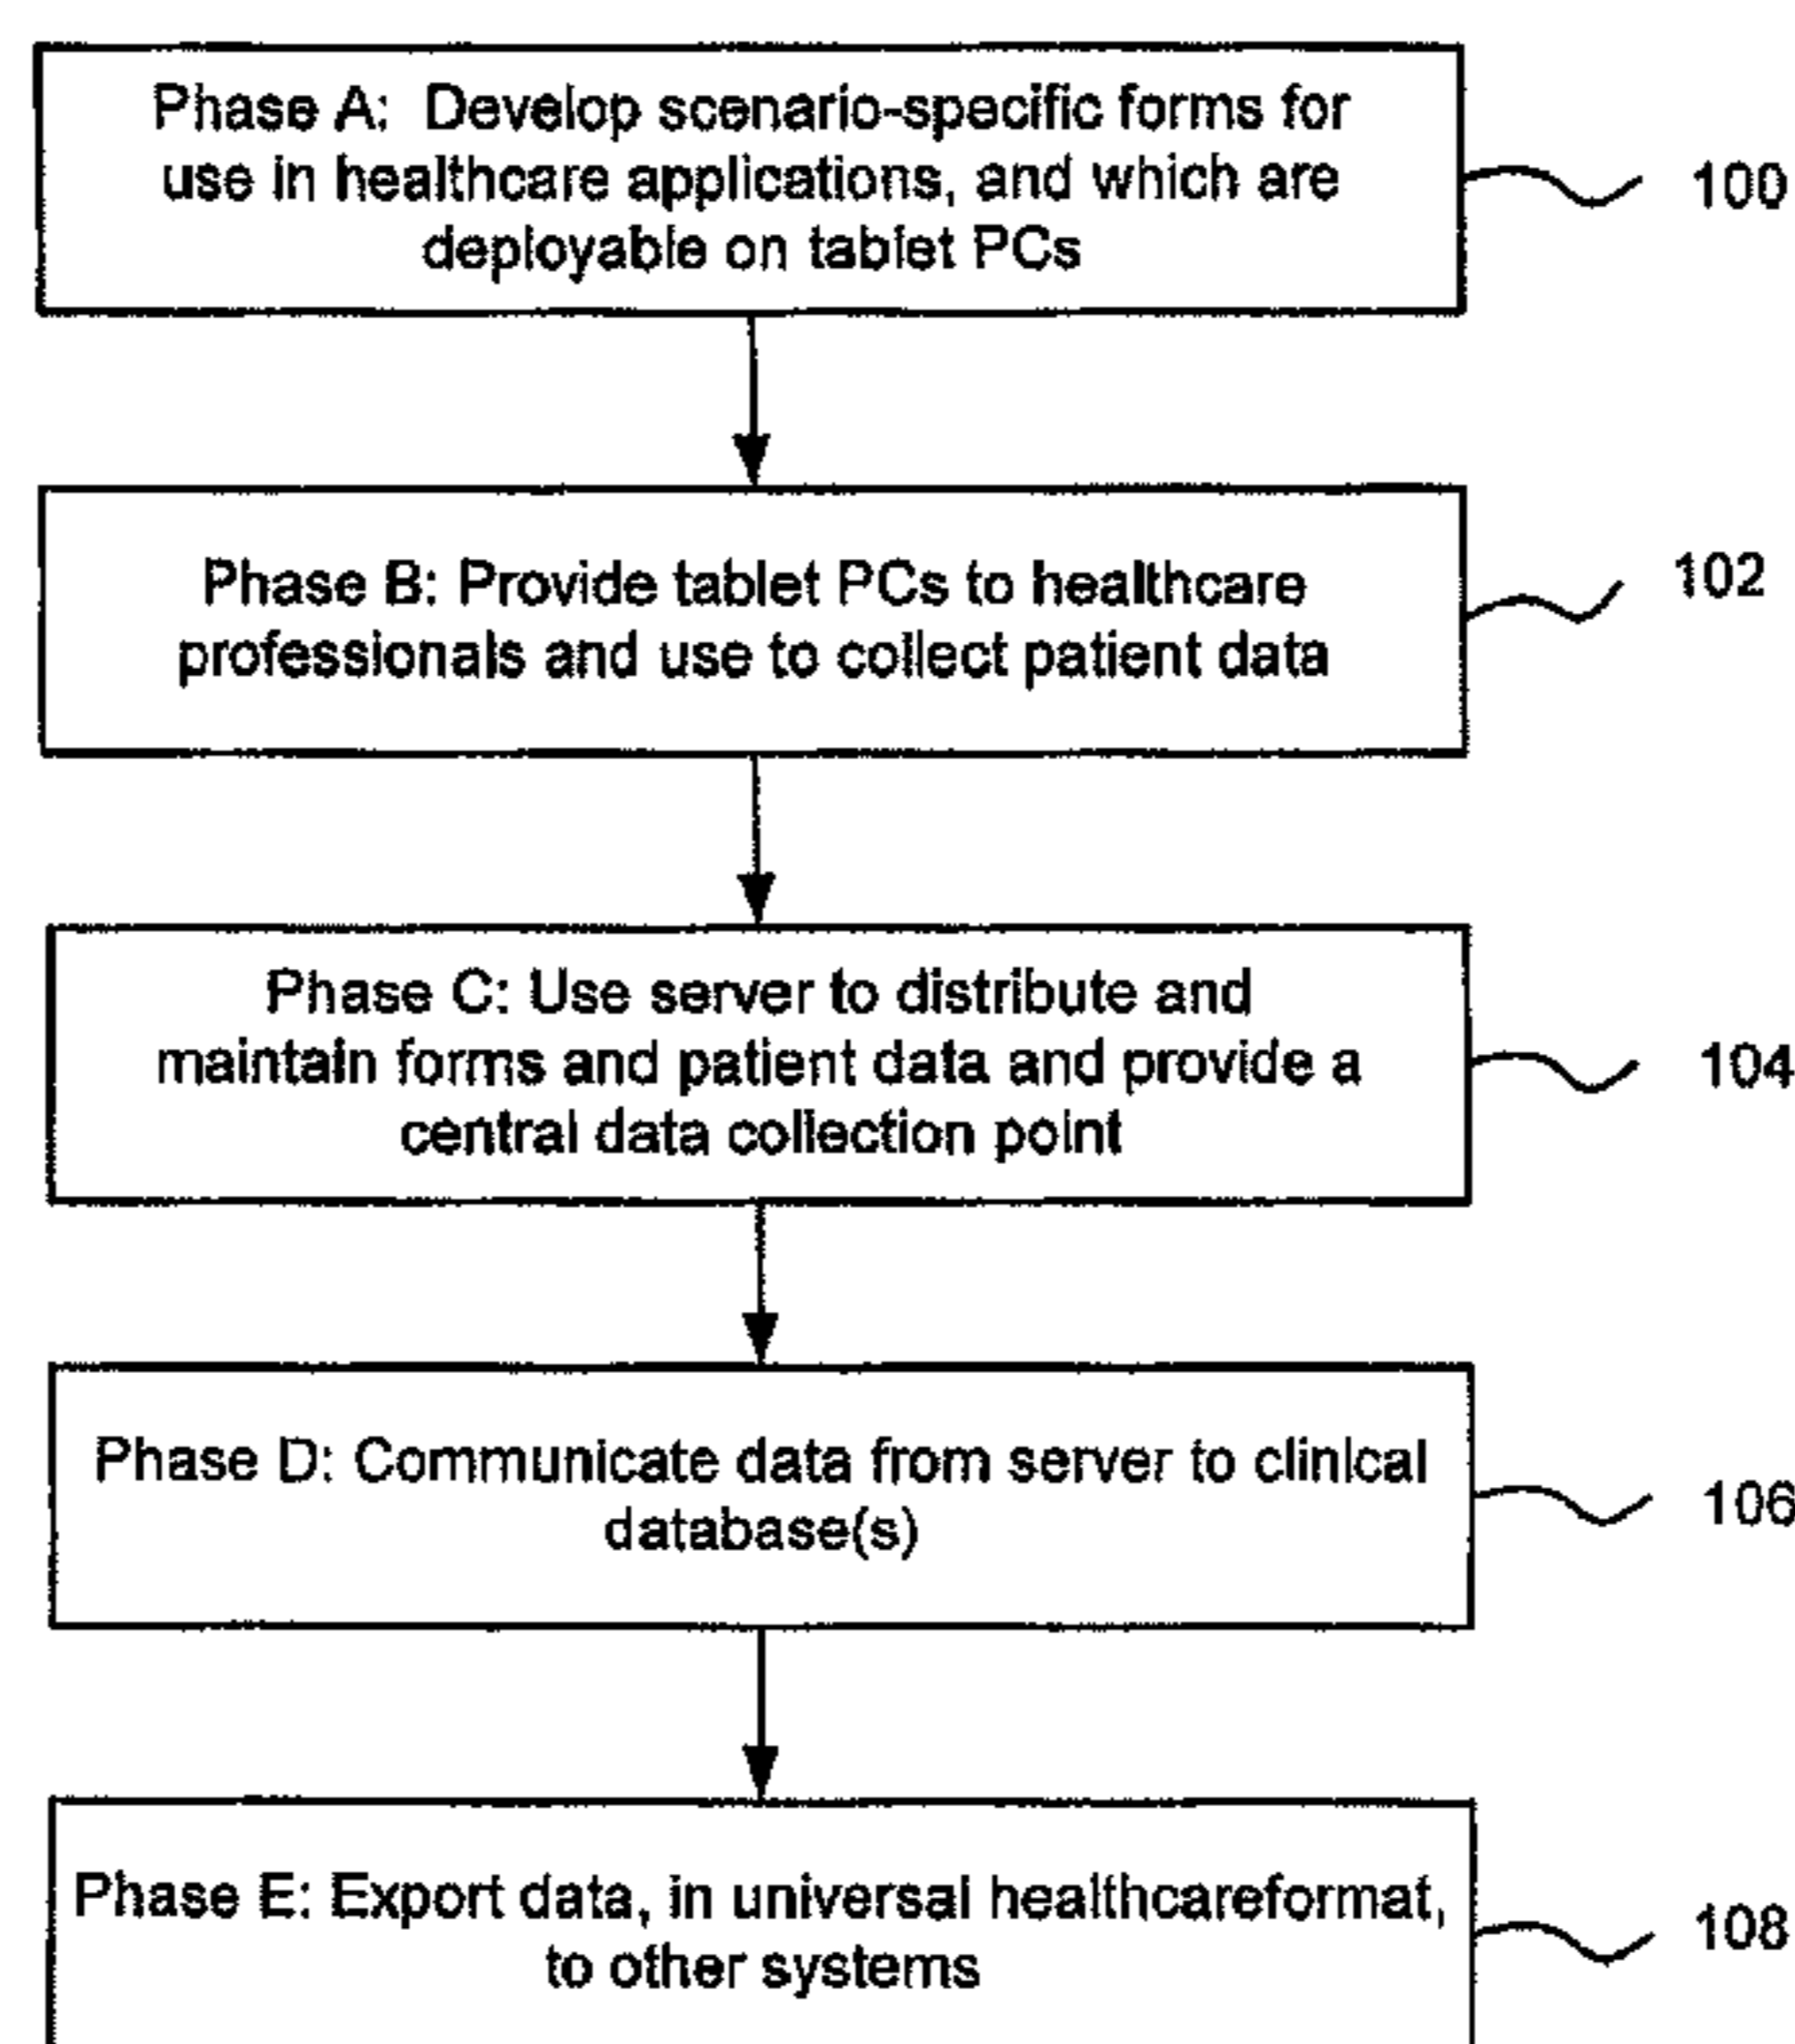 Phase A: Develop scenario-specific forms for
use in healthcare applications, and which are
deployable on tablet PCs
100
Phase B: Provide tablet PCs to healthcare
professionals and use to collect patient data
102
Phase C: Use server to distribute and
maintain forms and patient data and provide a
central data collection point
104
Phase D: Communicate data from server to clinical
database(s)
106
Phase E: Export data, in universal healthcareformat,
to other systems
108